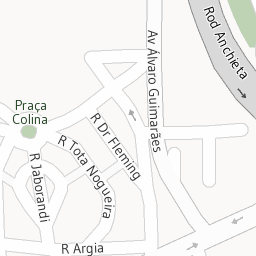 Rod Anchieta
Av Álvaro Guimarães
Praça
Colina
R Dr Fleming
R Tota Nogueira
R Jaborandi
R Argia